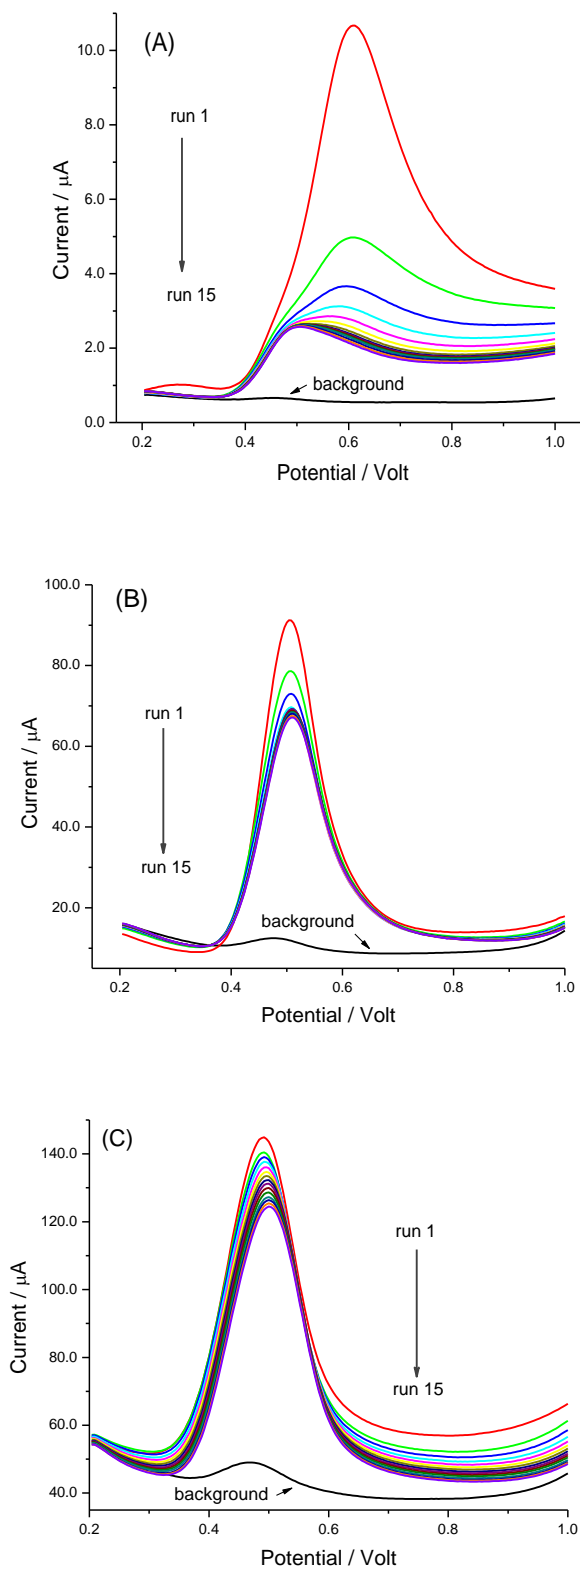 (A)
10.0
8.0
6.0
4.0
2.0
0.0
Current / μA
run 1
run 15
background
0.2 0.4 0.6 0.8 1.0
Potential / Volt
(B)
100.0
80.0
60.0
40.0
20.0
Current / μA
run 1
run 15
background
0.2 0.4 0.6 0.8 1.0
Potential / Volt
(C)
140.0
120.0
100.0
80.0
60.0
40.0
Current / μA
run 1
run 15
background
0.2 0.4 0.6 0.8 1.0
Potential / Volt